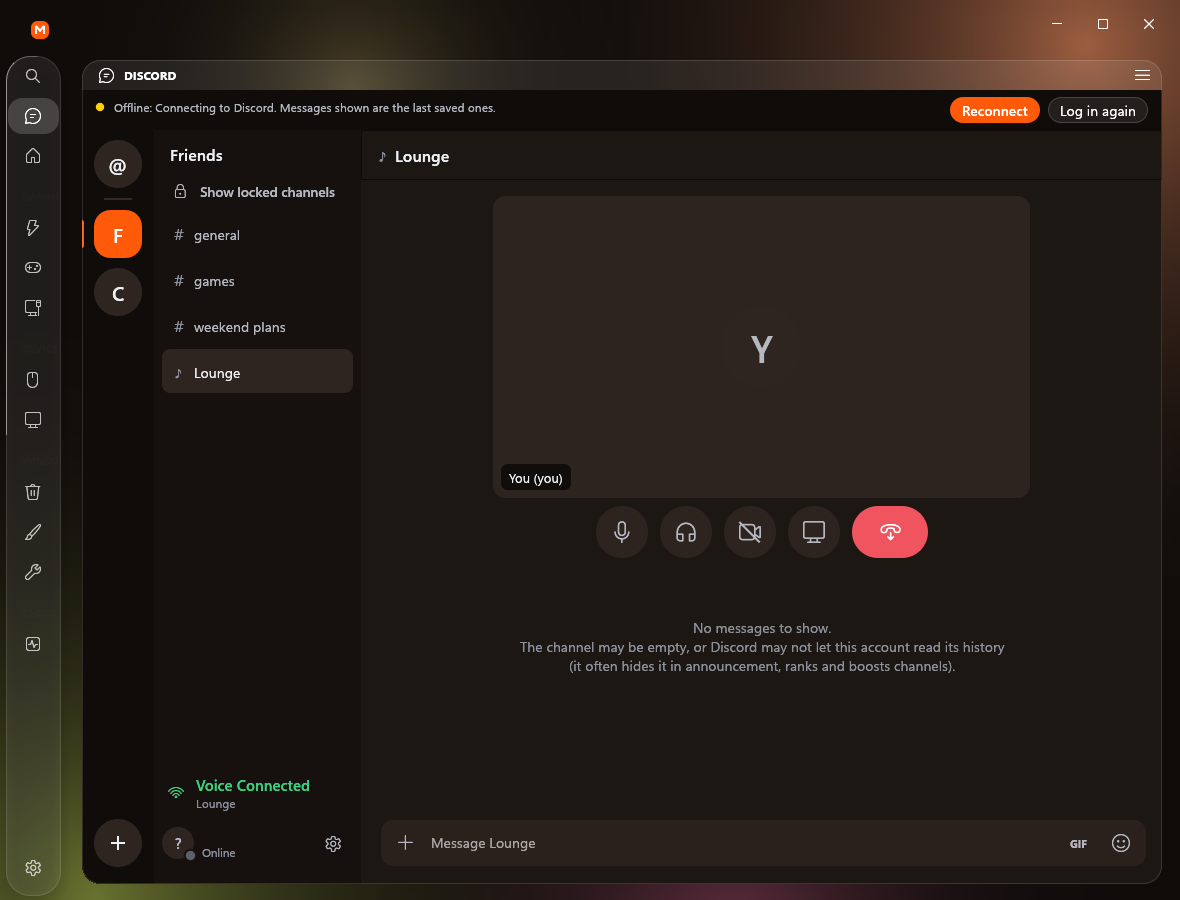 M
DISCORD
Offline: Connecting to Discord. Messages shown are the last saved ones.
Reconnect
Log in again
@
F
C
Friends
Show locked channels
# general
# games
# weekend plans
♪ Lounge
♪ Lounge
Y
You (you)
No messages to show.
The channel may be empty, or Discord may not let this account read its history
(it often hides it in announcement, ranks and boosts channels).
Voice Connected
Lounge
?
Online
+
Message Lounge
GIF